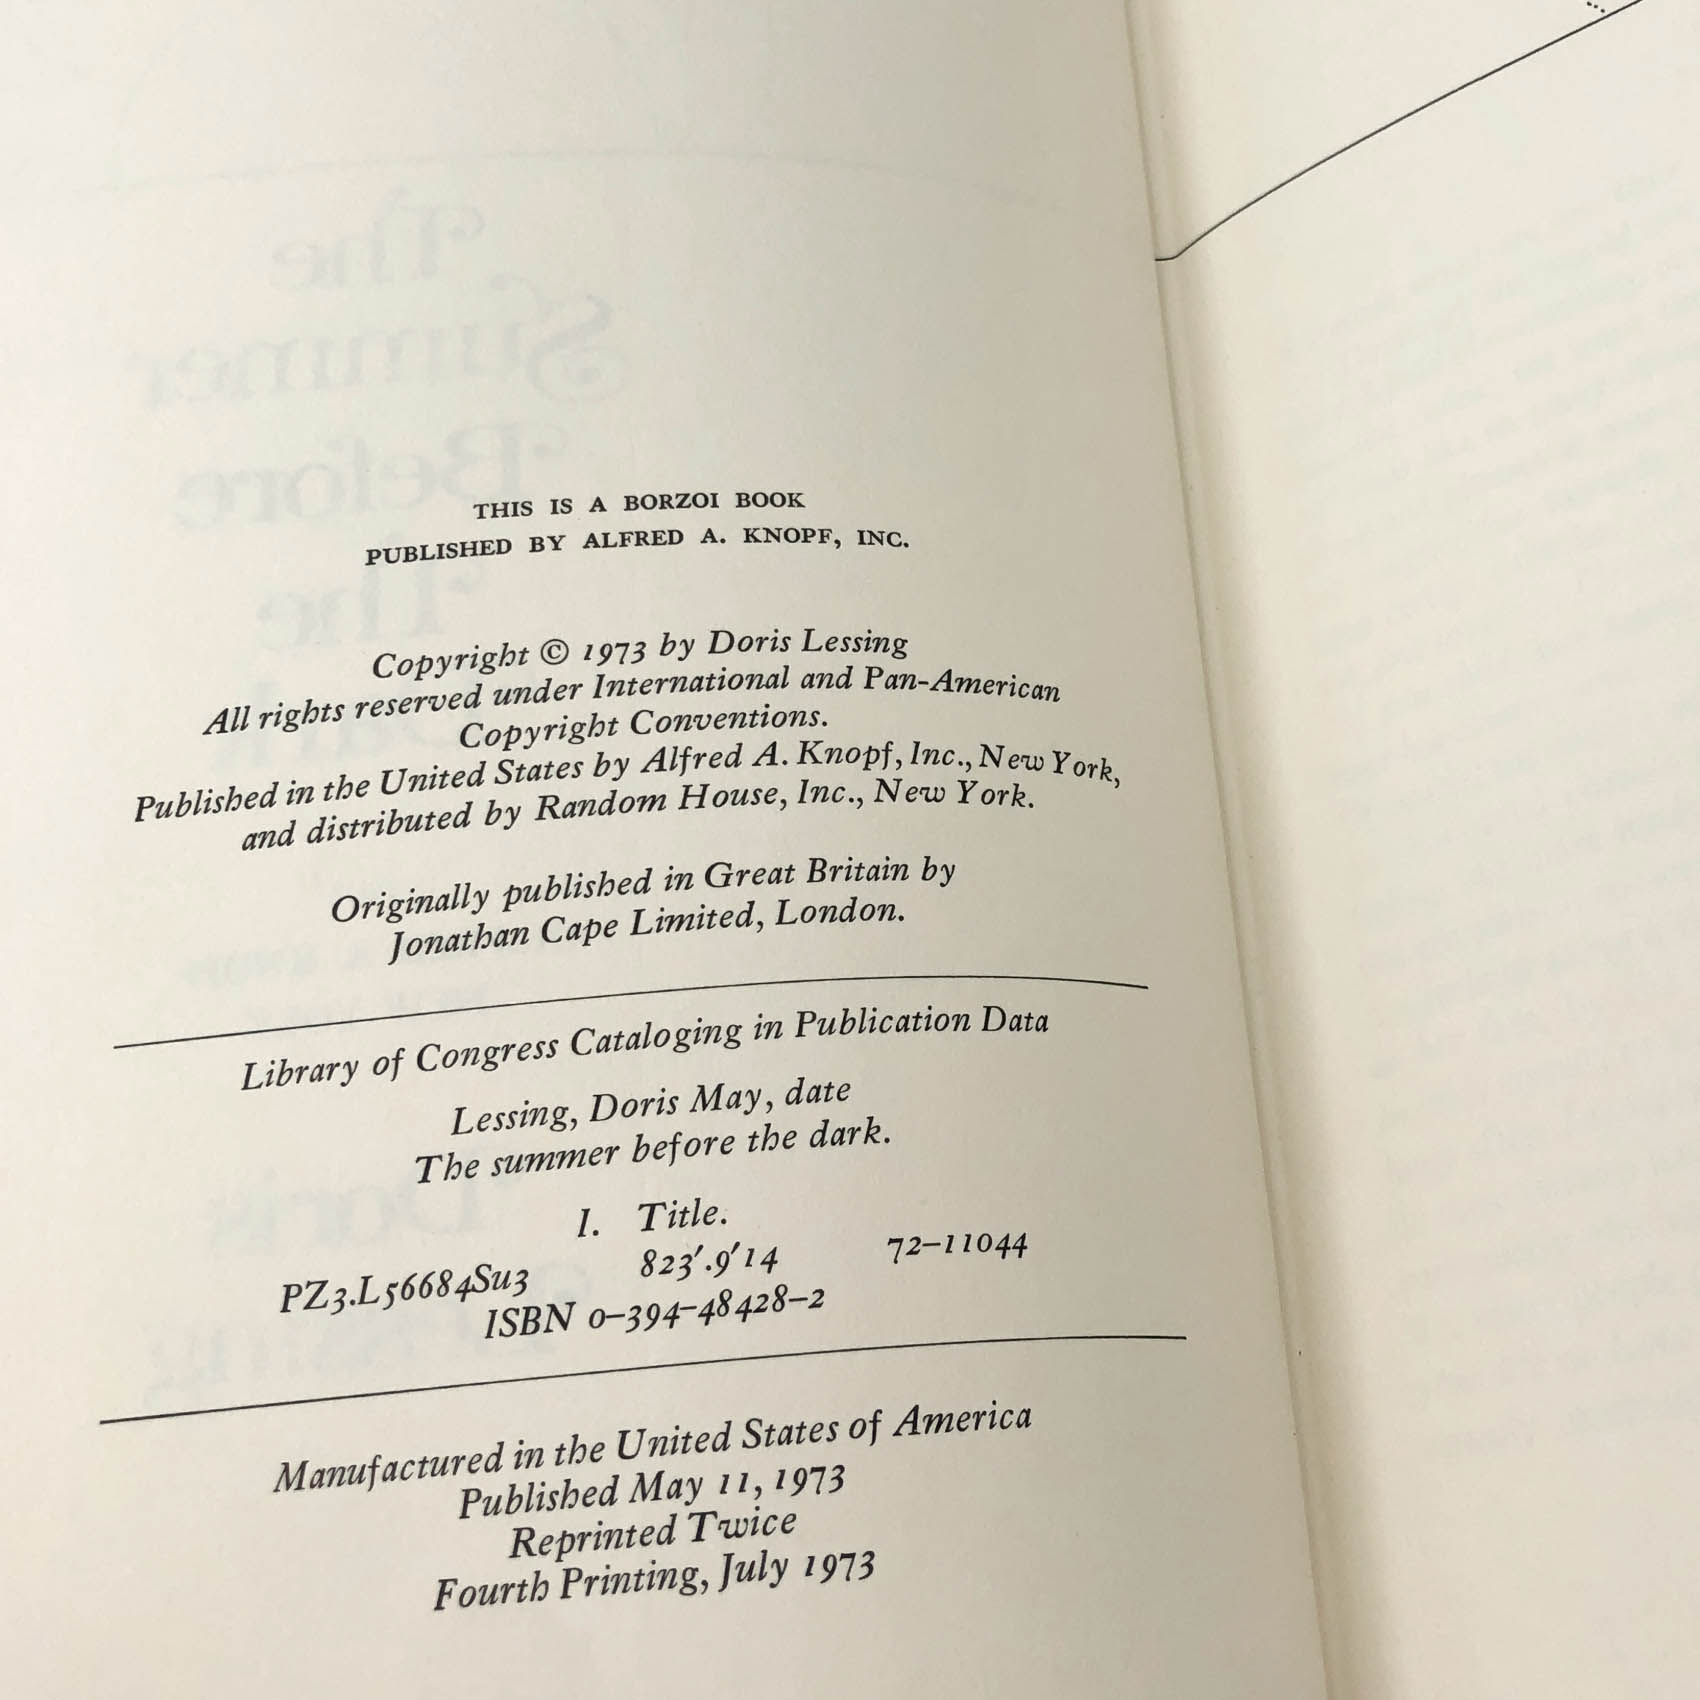 THIS IS A BORZOI BOOK
PUBLISHED BY ALFRED A. KNOPF, INC.
Copyright © 1973 by Doris Lessing
All rights reserved under International and Pan-American
Copyright Conventions.
Published in the United States by Alfred A. Knopf, Inc., New York,
and distributed by Random House, Inc., New York.
Originally published in Great Britain by
Jonathan Cape Limited, London.
Library of Congress Cataloging in Publication Data
Lessing, Doris May, date
The summer before the dark.
I. Title.
PZ3.L56684Su3 823'.9'14 72–11044
ISBN 0–394–48428–2
Manufactured in the United States of America
Published May 11, 1973
Reprinted Twice
Fourth Printing, July 1973